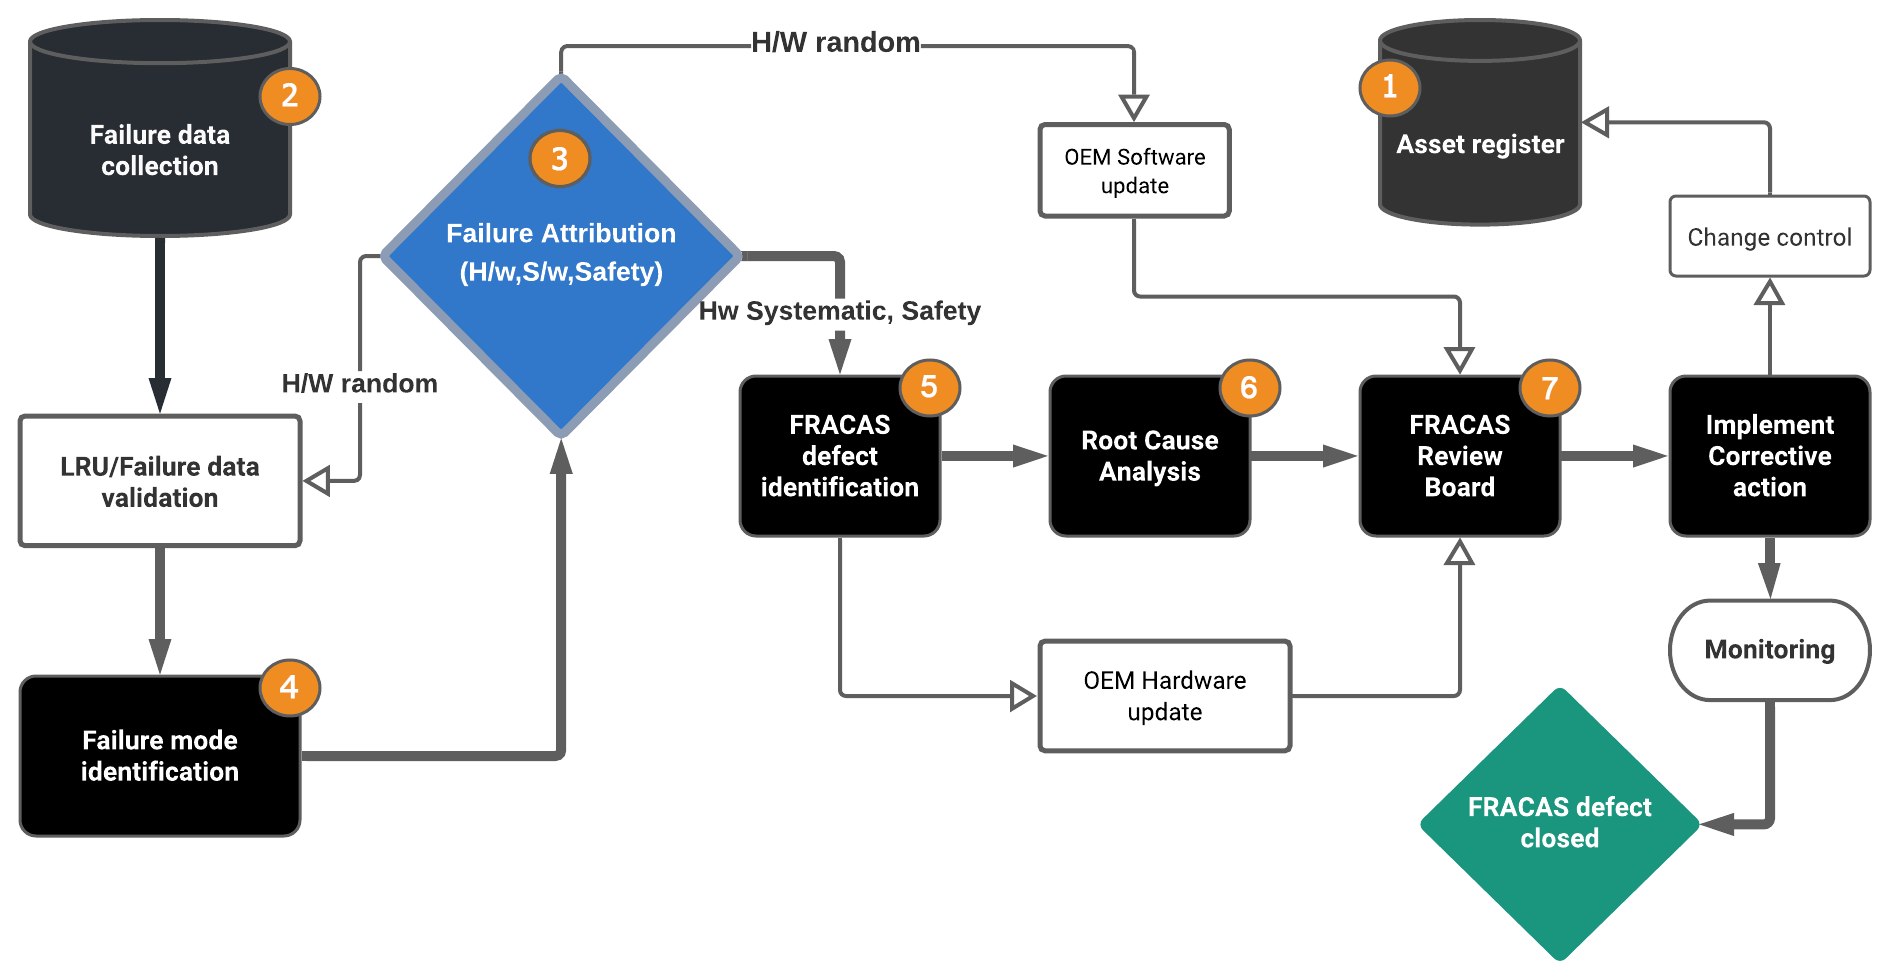 2
Failure data
collection
3
Failure Attribution
(H/w,S/w,Safety)
H/W random
H/W random
Hw Systematic, Safety
OEM Software
update
1
Asset register
Change control
LRU/Failure data
validation
4
Failure mode
identification
5
FRACAS
defect
identification
6
Root Cause
Analysis
7
FRACAS
Review
Board
Implement
Corrective
action
OEM Hardware
update
Monitoring
FRACAS defect
closed